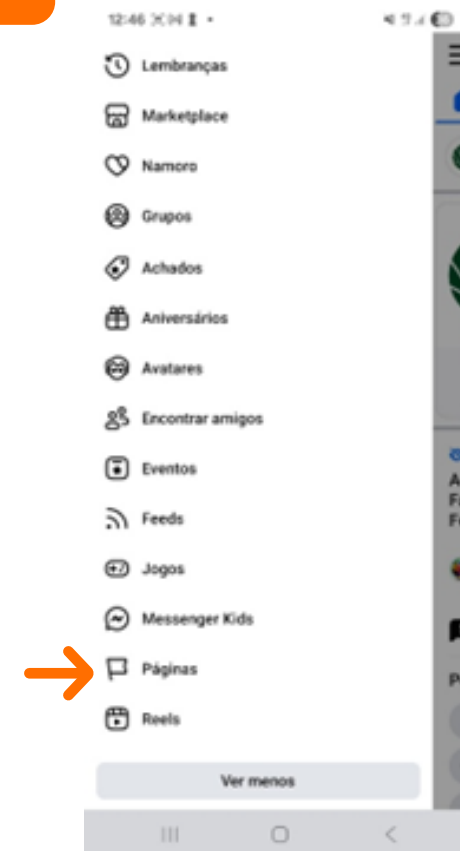 12:46
Lembranças
Marketplace
Namoro
Grupos
Achados
Aniversários
Avatares
Encontrar amigos
Eventos
Feeds
Jogos
Messenger Kids
Páginas
Reels
Ver menos